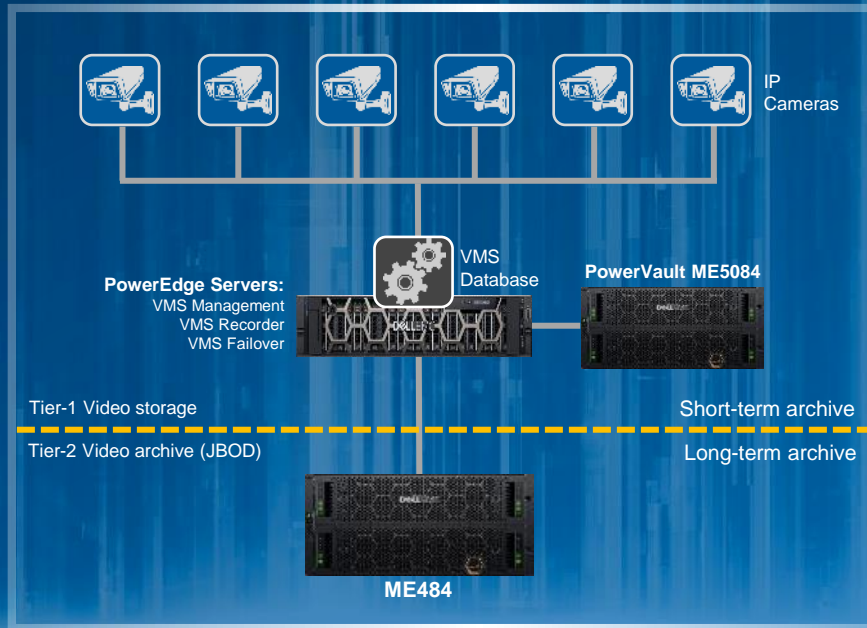 IP
Cameras
VMS
Database
PowerEdge Servers:
VMS Management
VMS Recorder
VMS Failover
PowerVault ME5084
DELLEMC
Tier-1 Video storage
Short-term archive
Tier-2 Video archive (JBOD)
Long-term archive
ME484